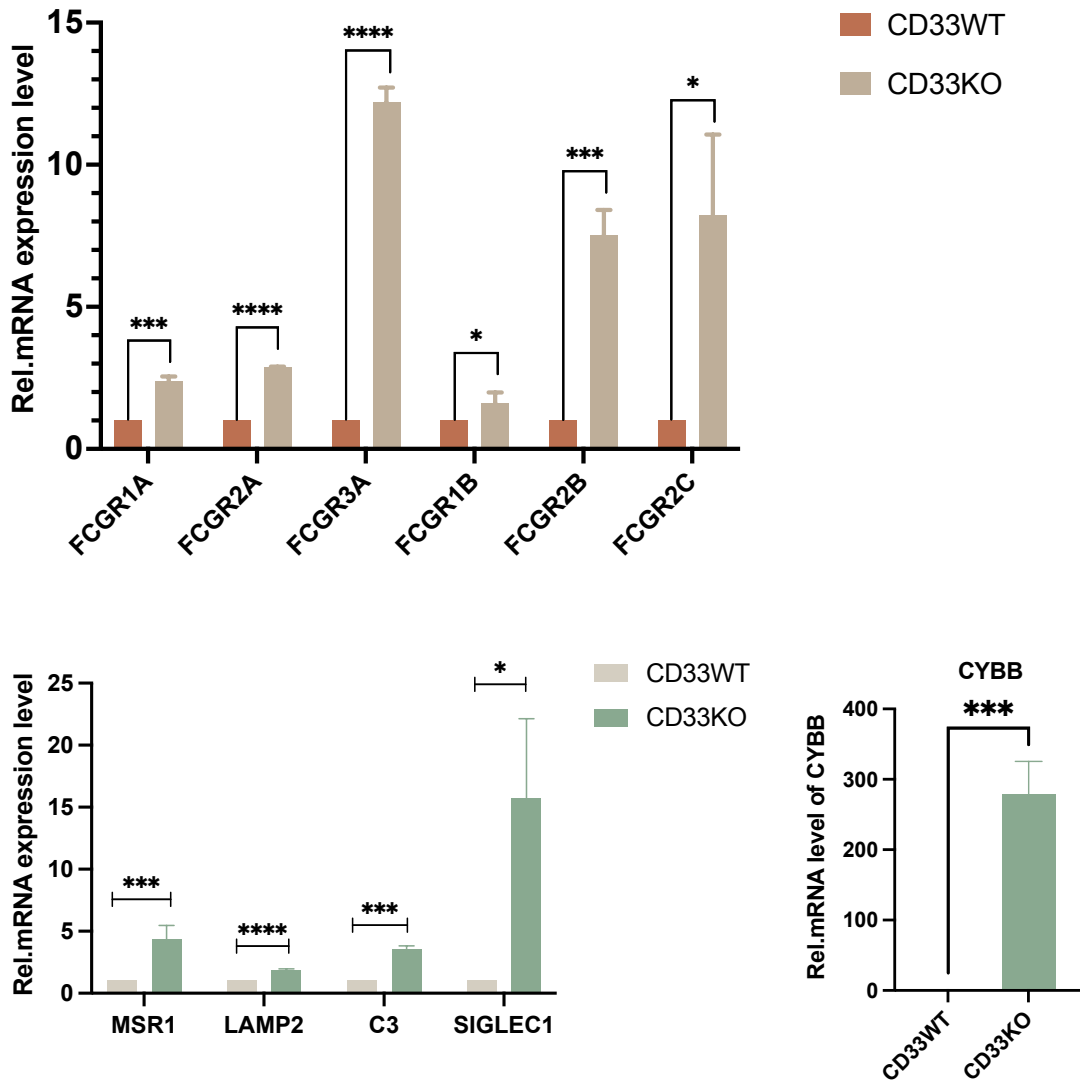 15
10
5
0
Rel.mRNA expression level
***
****
****
*
***
*
CD33WT
CD33KO
FCGR1A
FCGR2A
FCGR3A
FCGR1B
FCGR2B
FCGR2C
25
20
15
10
5
0
Rel.mRNA expression level
***
****
***
*
CD33WT
CD33KO
MSR1
LAMP2
C3
SIGLEC1
CYBB
400
300
200
100
0
Rel.mRNA level of CYBB
***
CD33WT
CD33KO